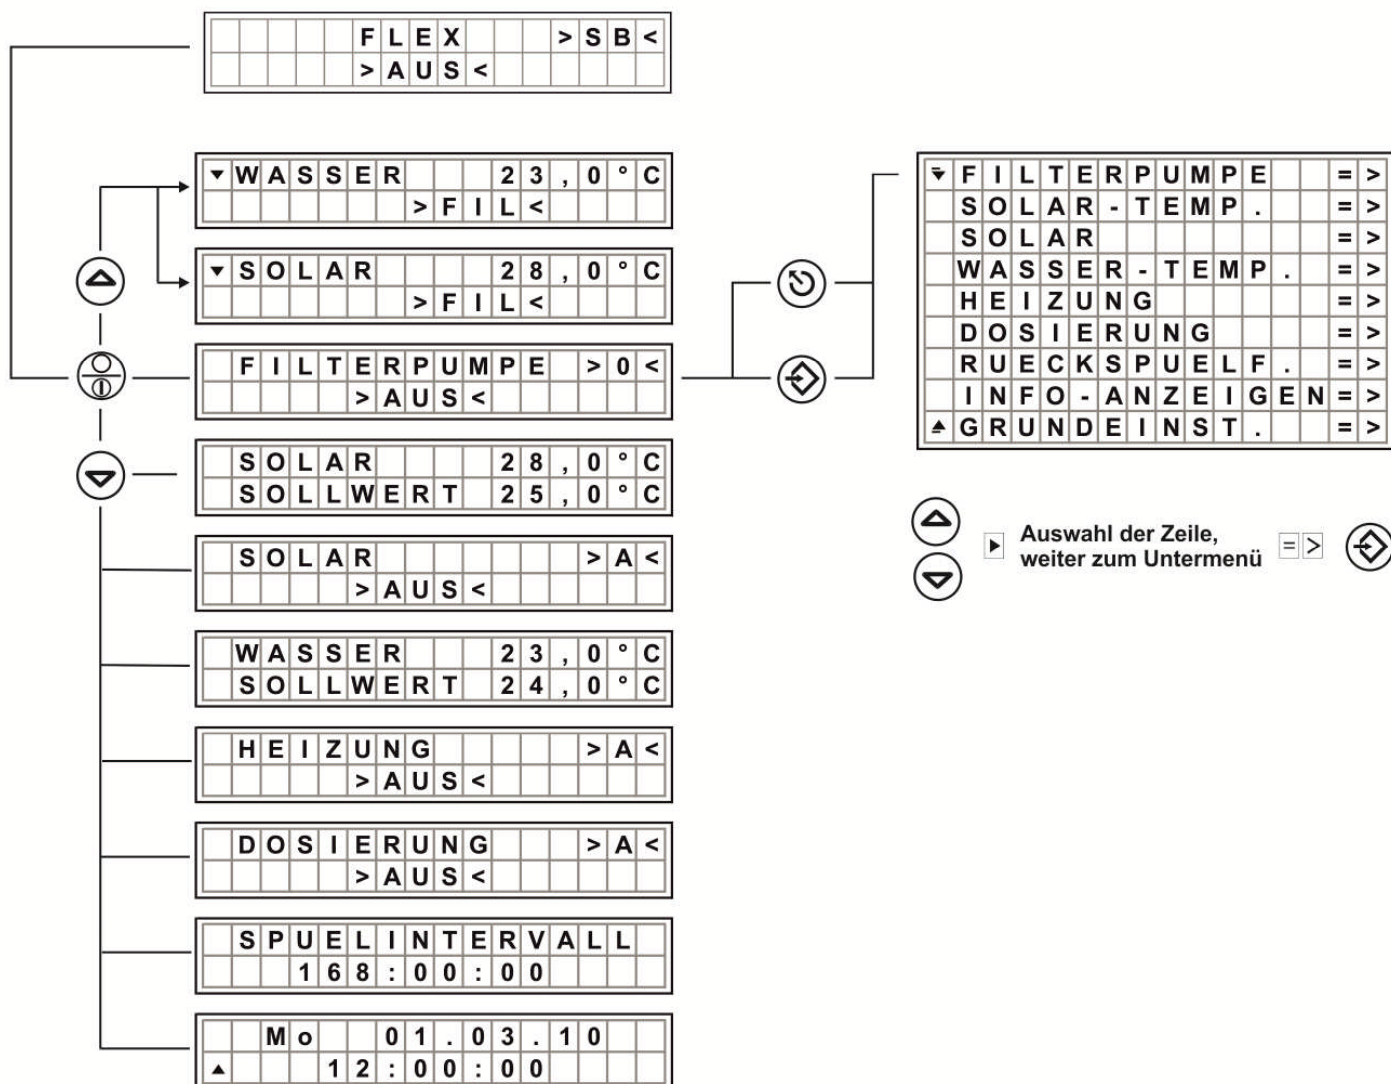 FLEX >SB<
>AUS<
▼WASSER 23,0°C
>FIL<
▼SOLAR 28,0°C
>FIL<
FILTERPUMPE >0<
>AUS<
SOLAR 28,0°C
SOLLWERT 25,0°C
SOLAR >A<
>AUS<
WASSER 23,0°C
SOLLWERT 24,0°C
HEIZUNG >A<
>AUS<
DOSIERUNG >A<
>AUS<
SPUELINTERVALL
168:00:00
Mo 01.03.10
▲ 12:00:00
FILTERPUMPE =>
SOLAR-TEMP. =>
SOLAR =>
WASSER-TEMP. =>
HEIZUNG =>
DOSIERUNG =>
RUECKSPUELF. =>
INFO-ANZEIGEN=>
GRUNDEINST. =>
Auswahl der Zeile,
weiter zum Untermenü =>